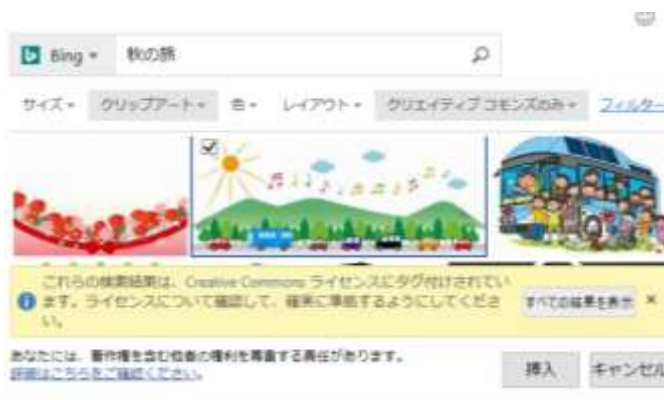 Bing 秋の旅
サイズ クリップアート 色 レイアウト クリエイティブ コモンズのみ フィルター
これらの検索結果は、Creative Commons ライセンスにタグ付けされてい
ます。ライセンスについて確認して、確実に準拠するようにしてくださ
い。
すべての結果を表示 ×
あなたには、著作権を含む他者の権利を尊重する責任があります。
詳細はこちらをご確認ください。
挿入 キャンセル